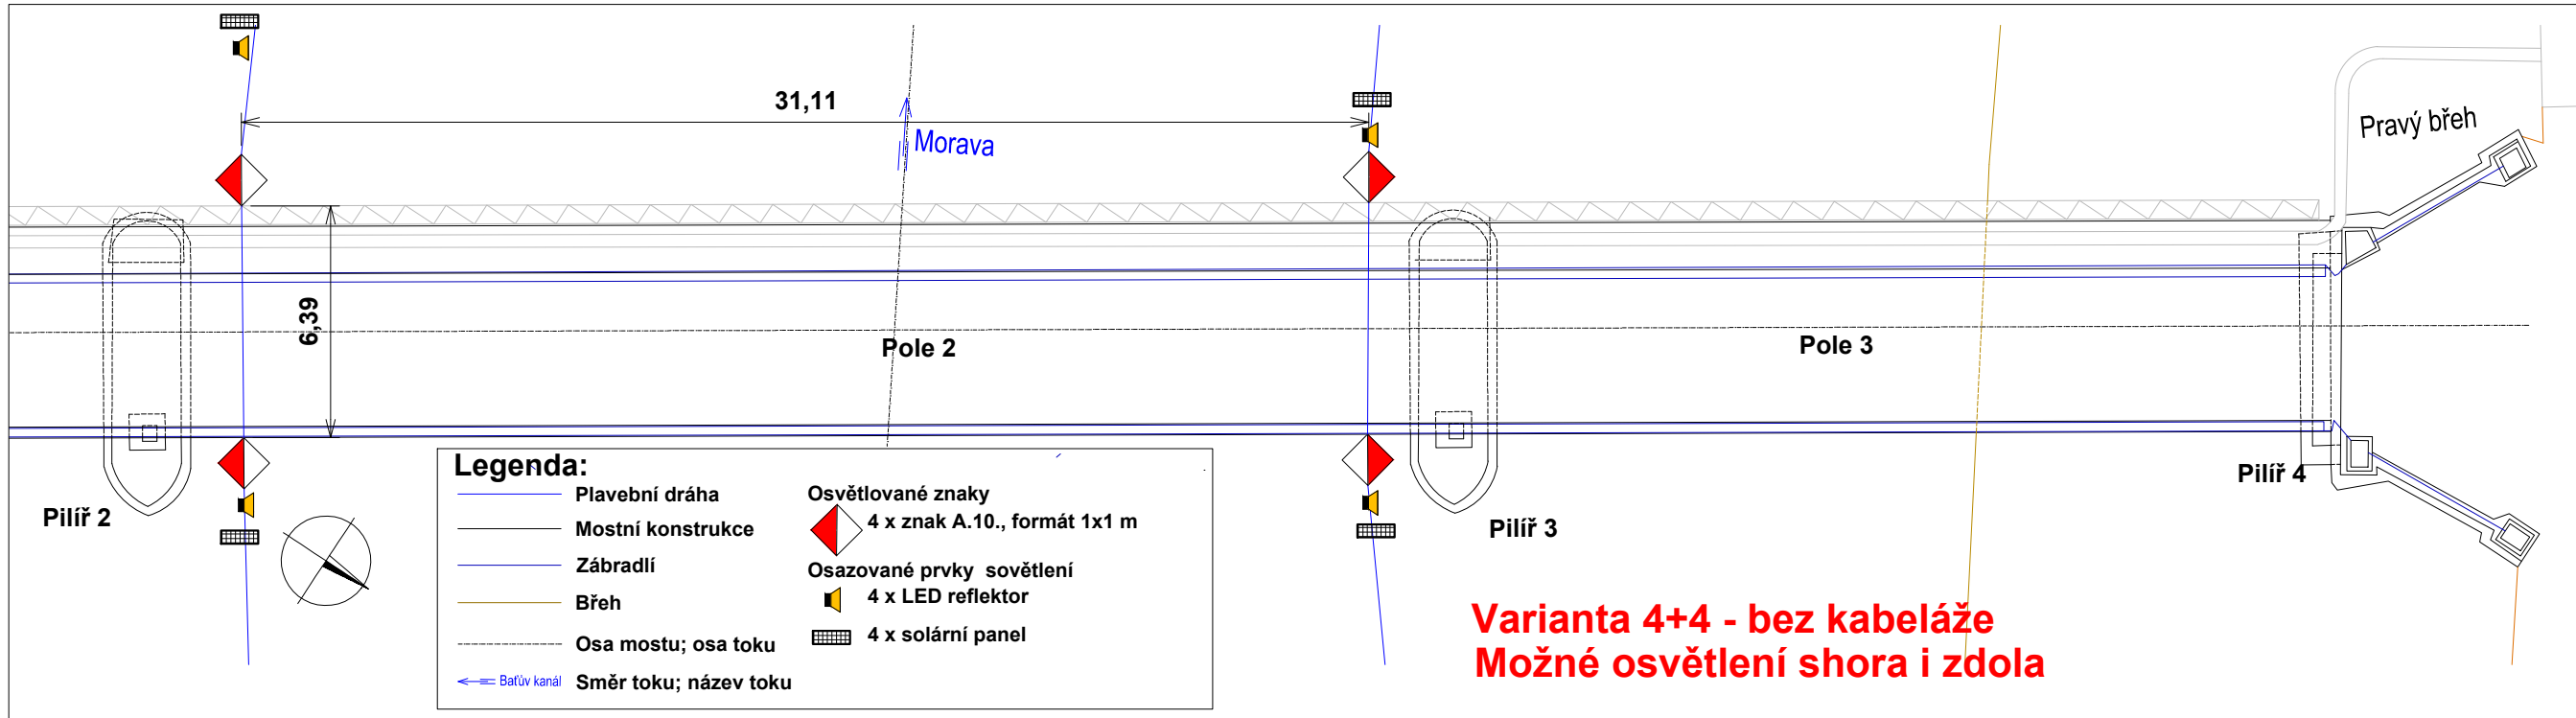 31,11
Morava
Pravý břeh
6,39
Pole 2
Pole 3
Pilíř 2
Pilíř 3
Pilíř 4
Legenda:
Plavební dráha
Mostní konstrukce
Zábradlí
Břeh
Osa mostu; osa toku
Baťův kanál
Směr toku; název toku
Osvětlované znaky
4 x znak A.10., formát 1x1 m
Osazované prvky sovětlení
4 x LED reflektor
4 x solární panel
Varianta 4+4 - bez kabeláže
Možné osvětlení shora i zdola